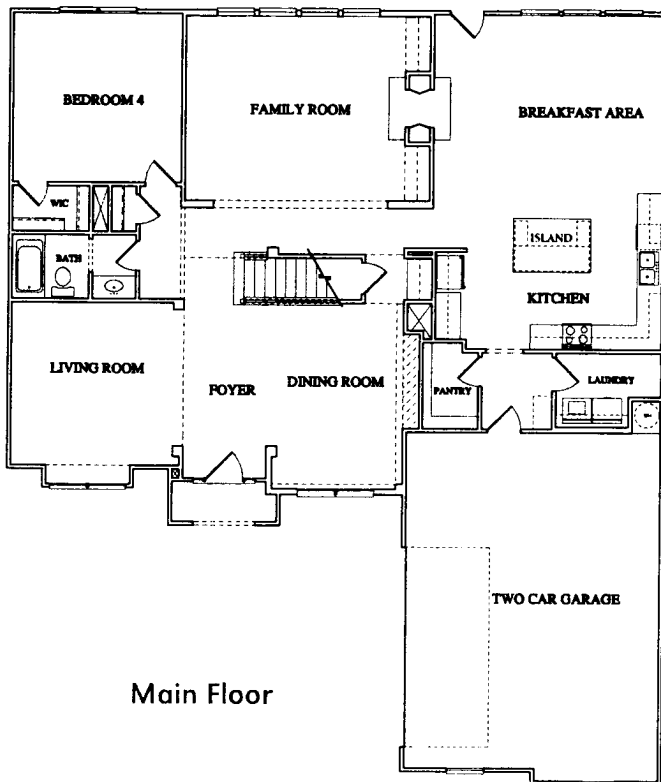 BEDROOM 4
FAMILY ROOM
BREAKFAST AREA
WIC
ISLAND
BATH
KITCHEN
LIVING ROOM
FOYER
DINING ROOM
PANTRY
LAUNDRY
TWO CAR GARAGE
Main Floor